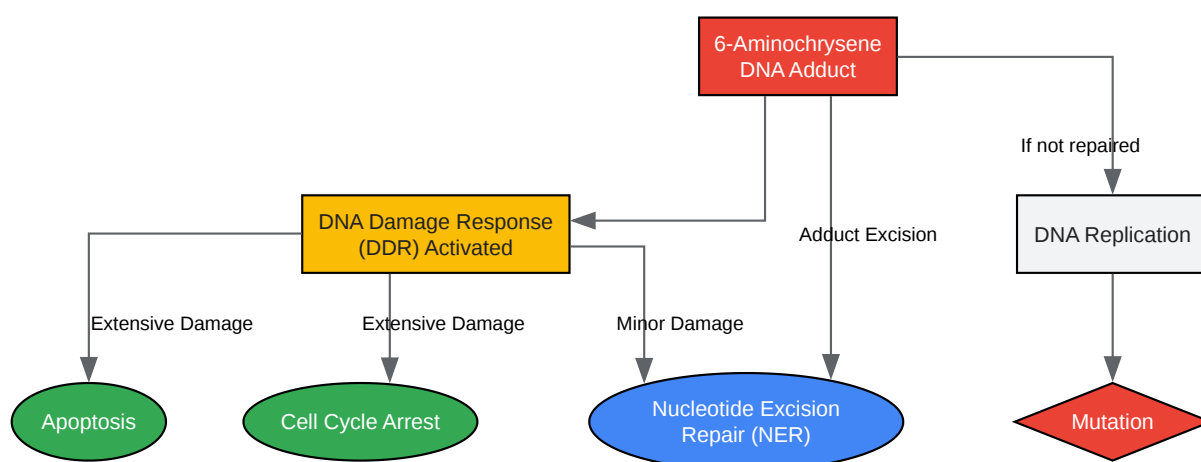 6-Aminochrysene
DNA Adduct
If not repaired
DNA Damage Response
(DDR) Activated
Adduct Excision
DNA Replication
Extensive Damage
Extensive Damage
Minor Damage
Apoptosis
Cell Cycle Arrest
Nucleotide Excision
Repair (NER)
Mutation